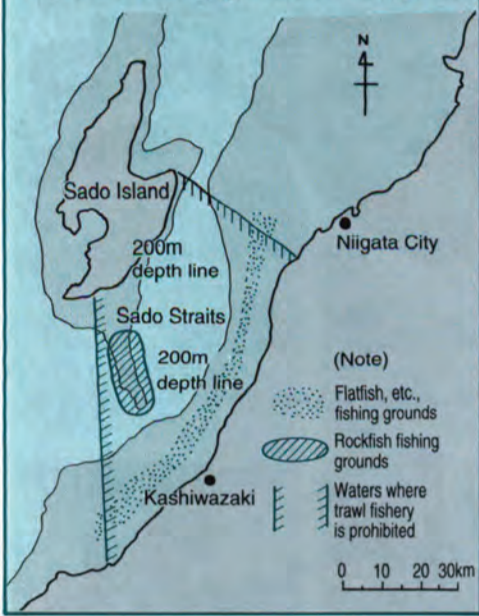 N
Sado Island
200m
depth line
Niigata City
Sado Straits
200m
depth line
(Note)
Flatfish, etc.,
fishing grounds
Rockfish fishing
grounds
Kashiwazaki
Waters where
trawl fishery
is prohibited
0 10 20 30km